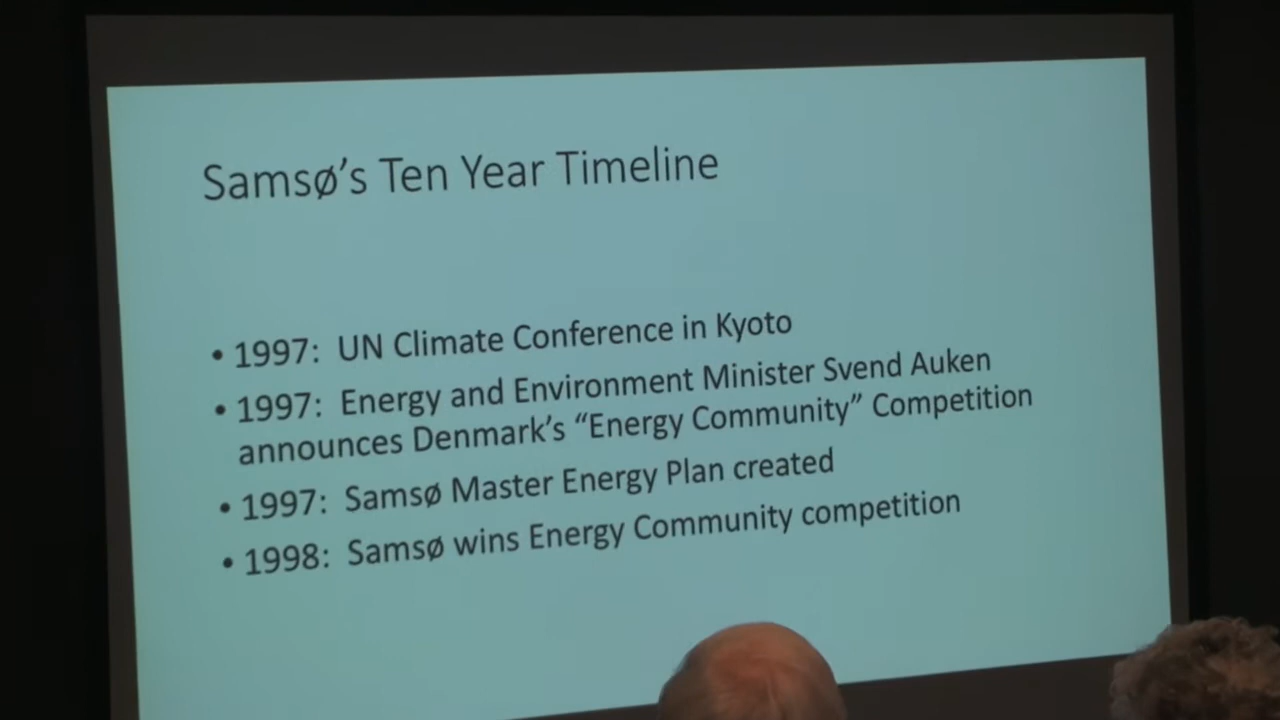 Samsø's Ten Year Timeline
• 1997: UN Climate Conference in Kyoto
• 1997: Energy and Environment Minister Svend Auken
announces Denmark's “Energy Community” Competition
• 1997: Samsø Master Energy Plan created
• 1998: Samsø wins Energy Community competition